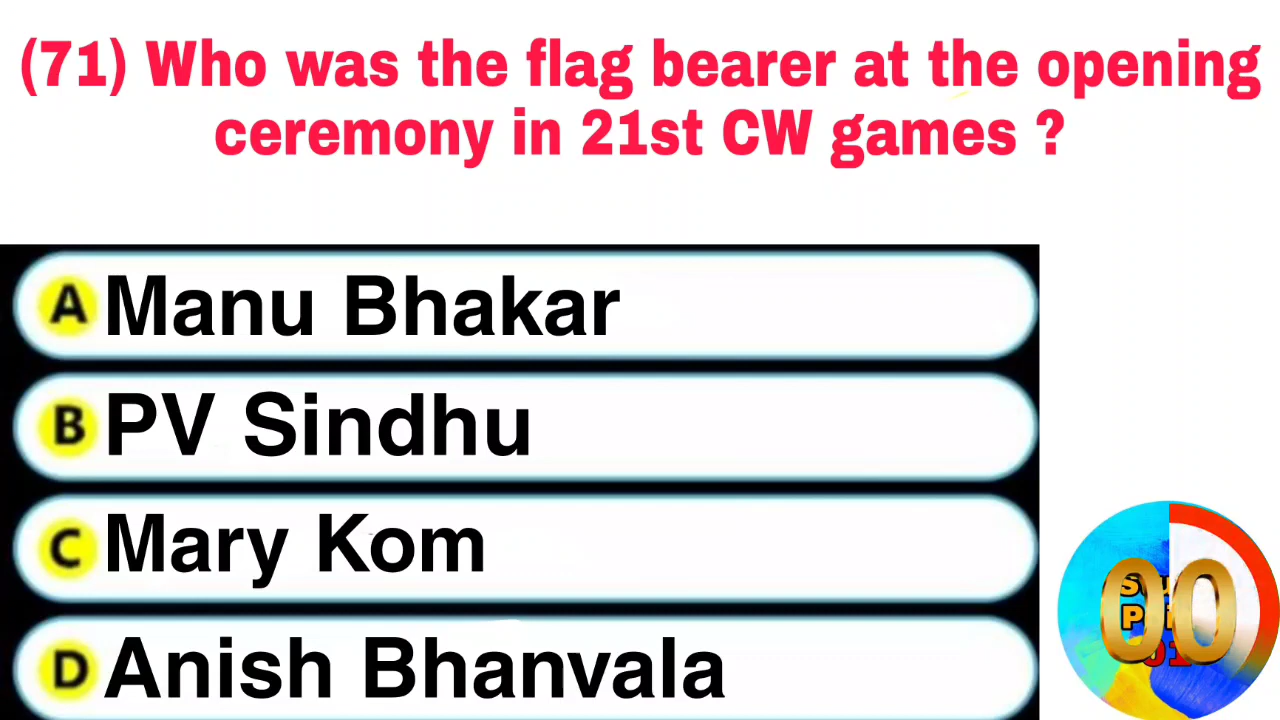 (71) Who was the flag bearer at the opening
ceremony in 21st CW games ?
A Manu Bhakar
B PV Sindhu
C Mary Kom
D Anish Bhanvala
00